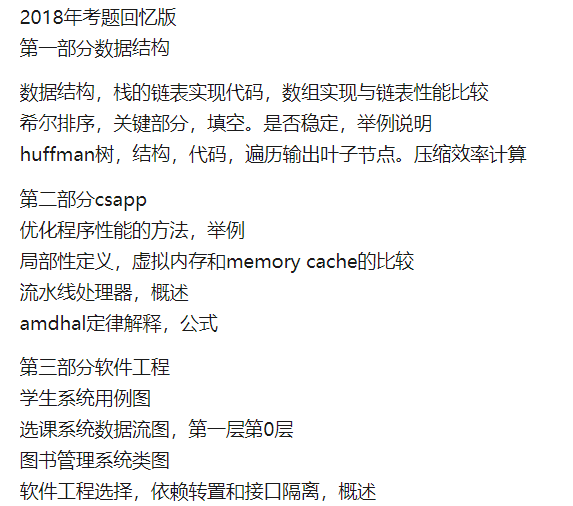 2018年考题回忆版
第一部分数据结构
数据结构，栈的链表实现代码，数组实现与链表性能比较
希尔排序，关键部分，填空。是否稳定，举例说明
huffman树，结构，代码，遍历输出叶子节点。压缩效率计算
第二部分csapp
优化程序性能的方法，举例
局部性定义，虚拟内存和memory cache的比较
流水线处理器，概述
amdhal定律解释，公式
第三部分软件工程
学生系统用例图
选课系统数据流图，第一层第0层
图书管理系统类图
软件工程选择，依赖转置和接口隔离，概述